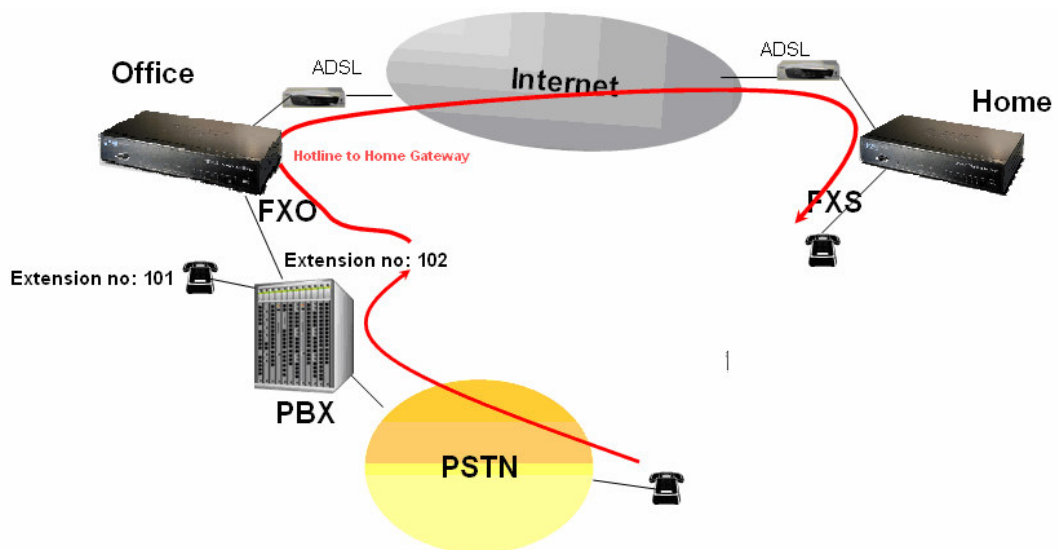 Office
ADSL
Internet
ADSL
Home
Hotline to Home Gateway
FXO
FXS
Extension no: 102
Extension no: 101
PBX
PSTN